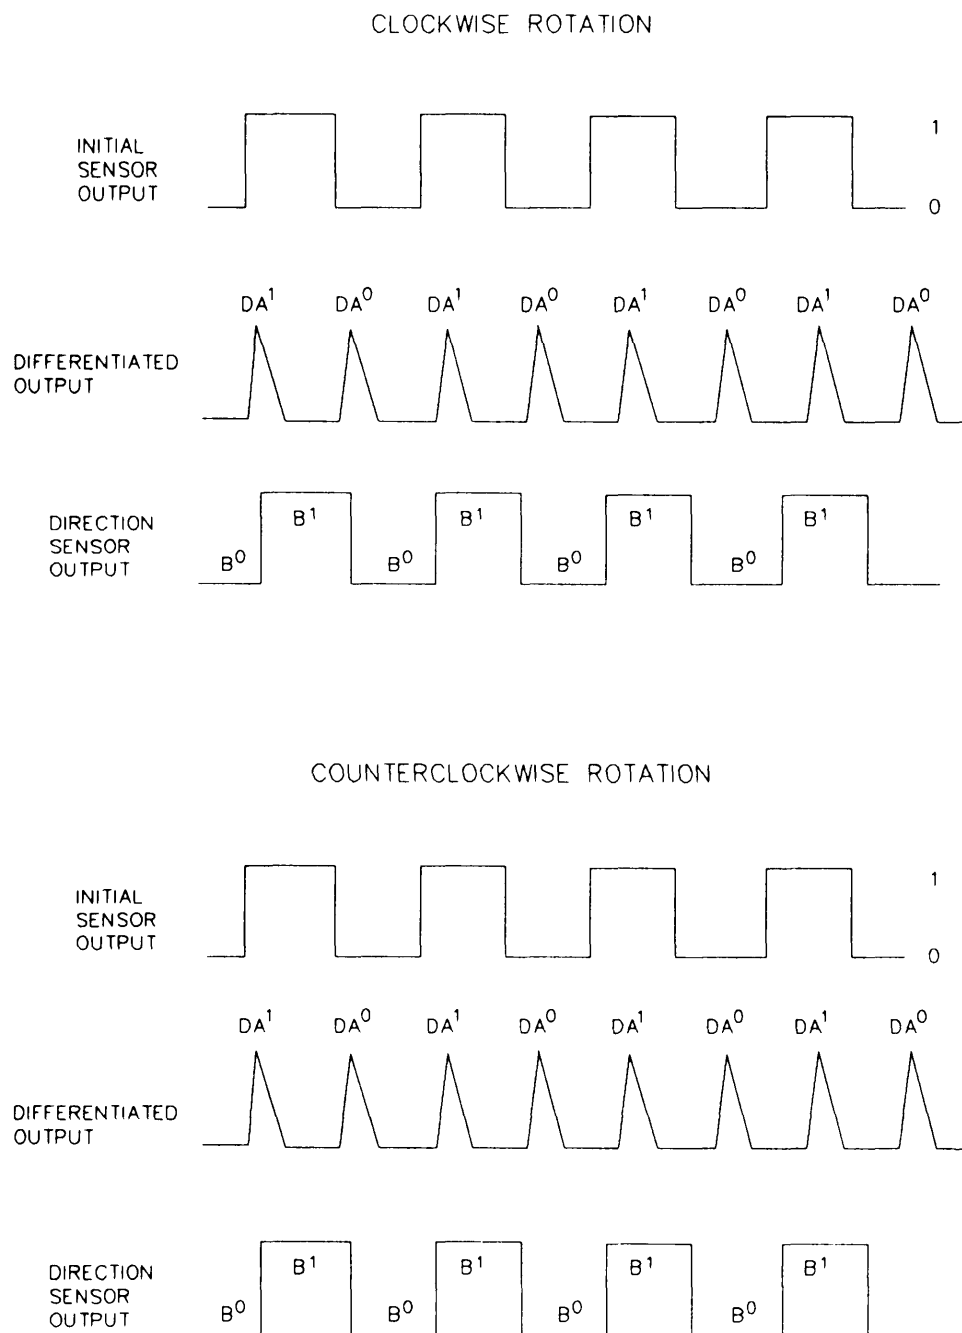 CLOCKWISE ROTATION
INITIAL
SENSOR
OUTPUT
1
0
DA¹ DA⁰ DA¹ DA⁰ DA¹ DA⁰ DA¹ DA⁰
DIFFERENTIATED
OUTPUT
DIRECTION
SENSOR
OUTPUT
B¹ B¹ B¹ B¹
B⁰ B⁰ B⁰ B⁰
COUNTERCLOCKWISE ROTATION
INITIAL
SENSOR
OUTPUT
1
0
DA¹ DA⁰ DA¹ DA⁰ DA¹ DA⁰ DA¹ DA⁰
DIFFERENTIATED
OUTPUT
DIRECTION
SENSOR
OUTPUT
B¹ B¹ B¹ B¹
B⁰ B⁰ B⁰ B⁰